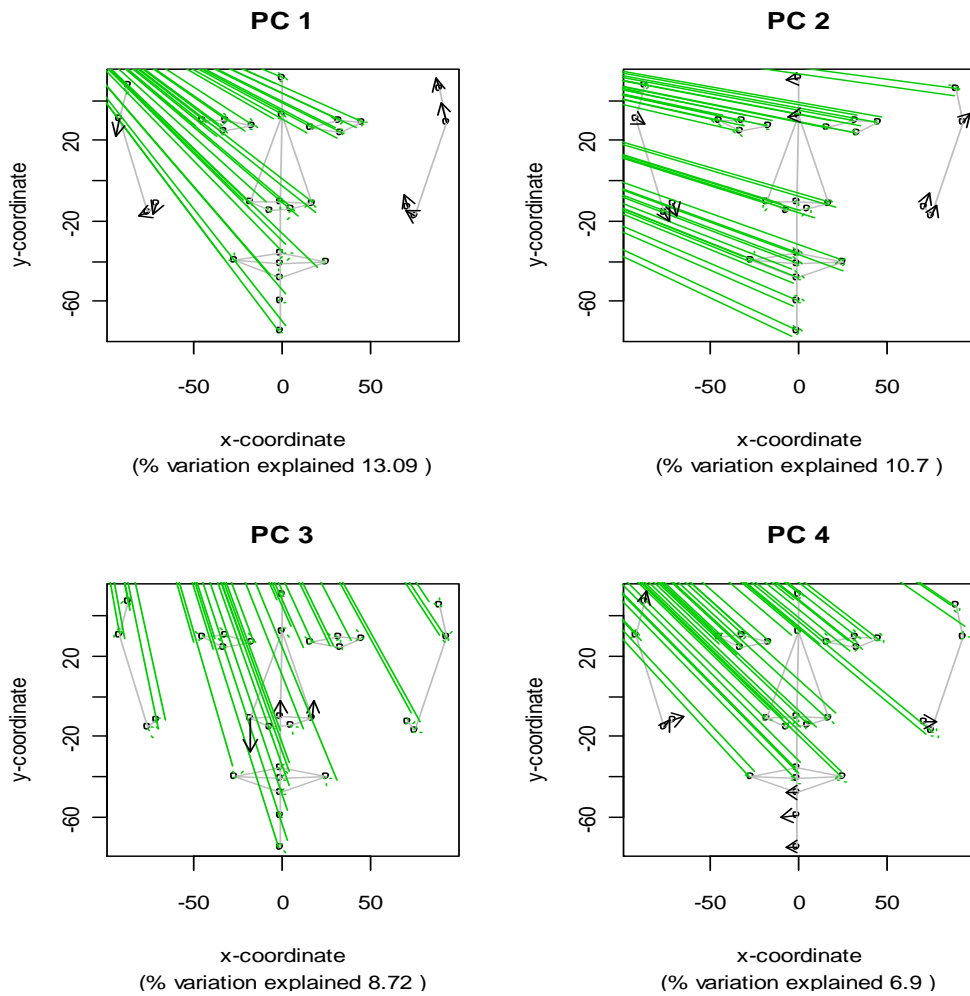 PC 1
20
-20
-60
y-coordinate
-50 0 50
x-coordinate
(% variation explained 13.09 )
PC 2
20
-20
-60
y-coordinate
-50 0 50
x-coordinate
(% variation explained 10.7 )
PC 3
20
-20
-60
y-coordinate
-50 0 50
x-coordinate
(% variation explained 8.72 )
PC 4
20
-20
-60
y-coordinate
-50 0 50
x-coordinate
(% variation explained 6.9 )